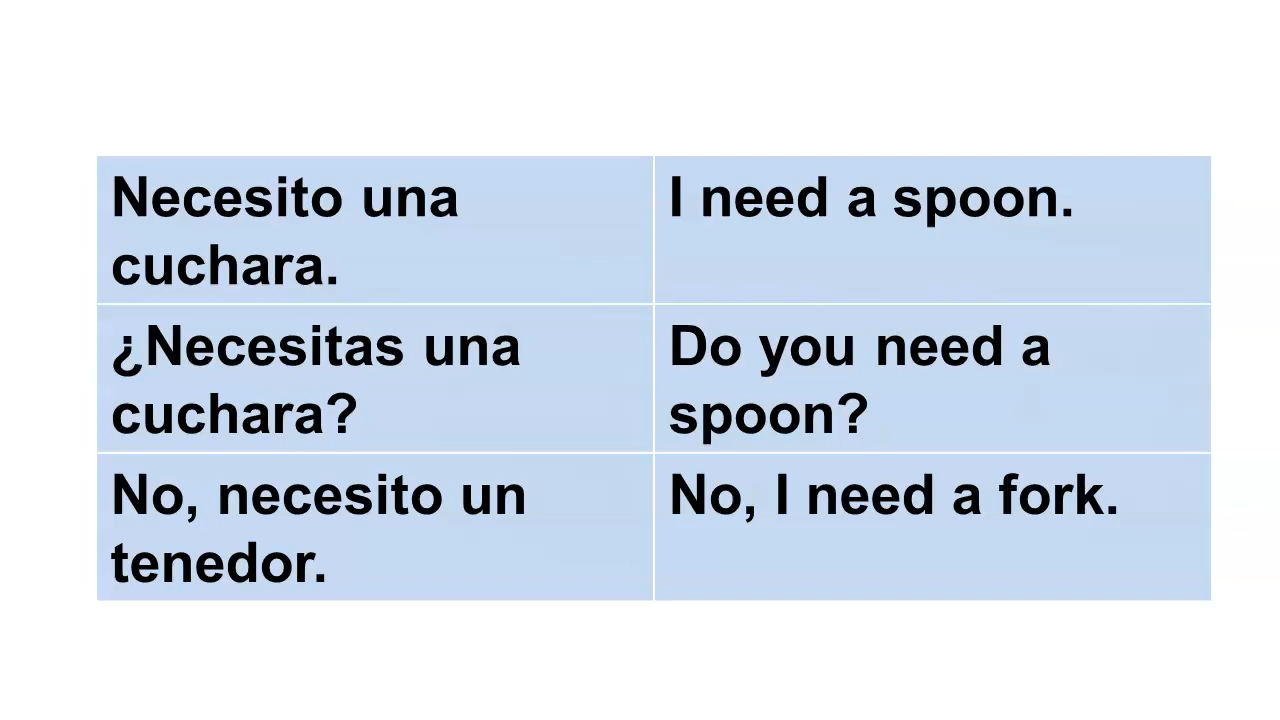 Necesito una
cuchara.
I need a spoon.
¿Necesitas una
cuchara?
Do you need a
spoon?
No, necesito un
tenedor.
No, I need a fork.